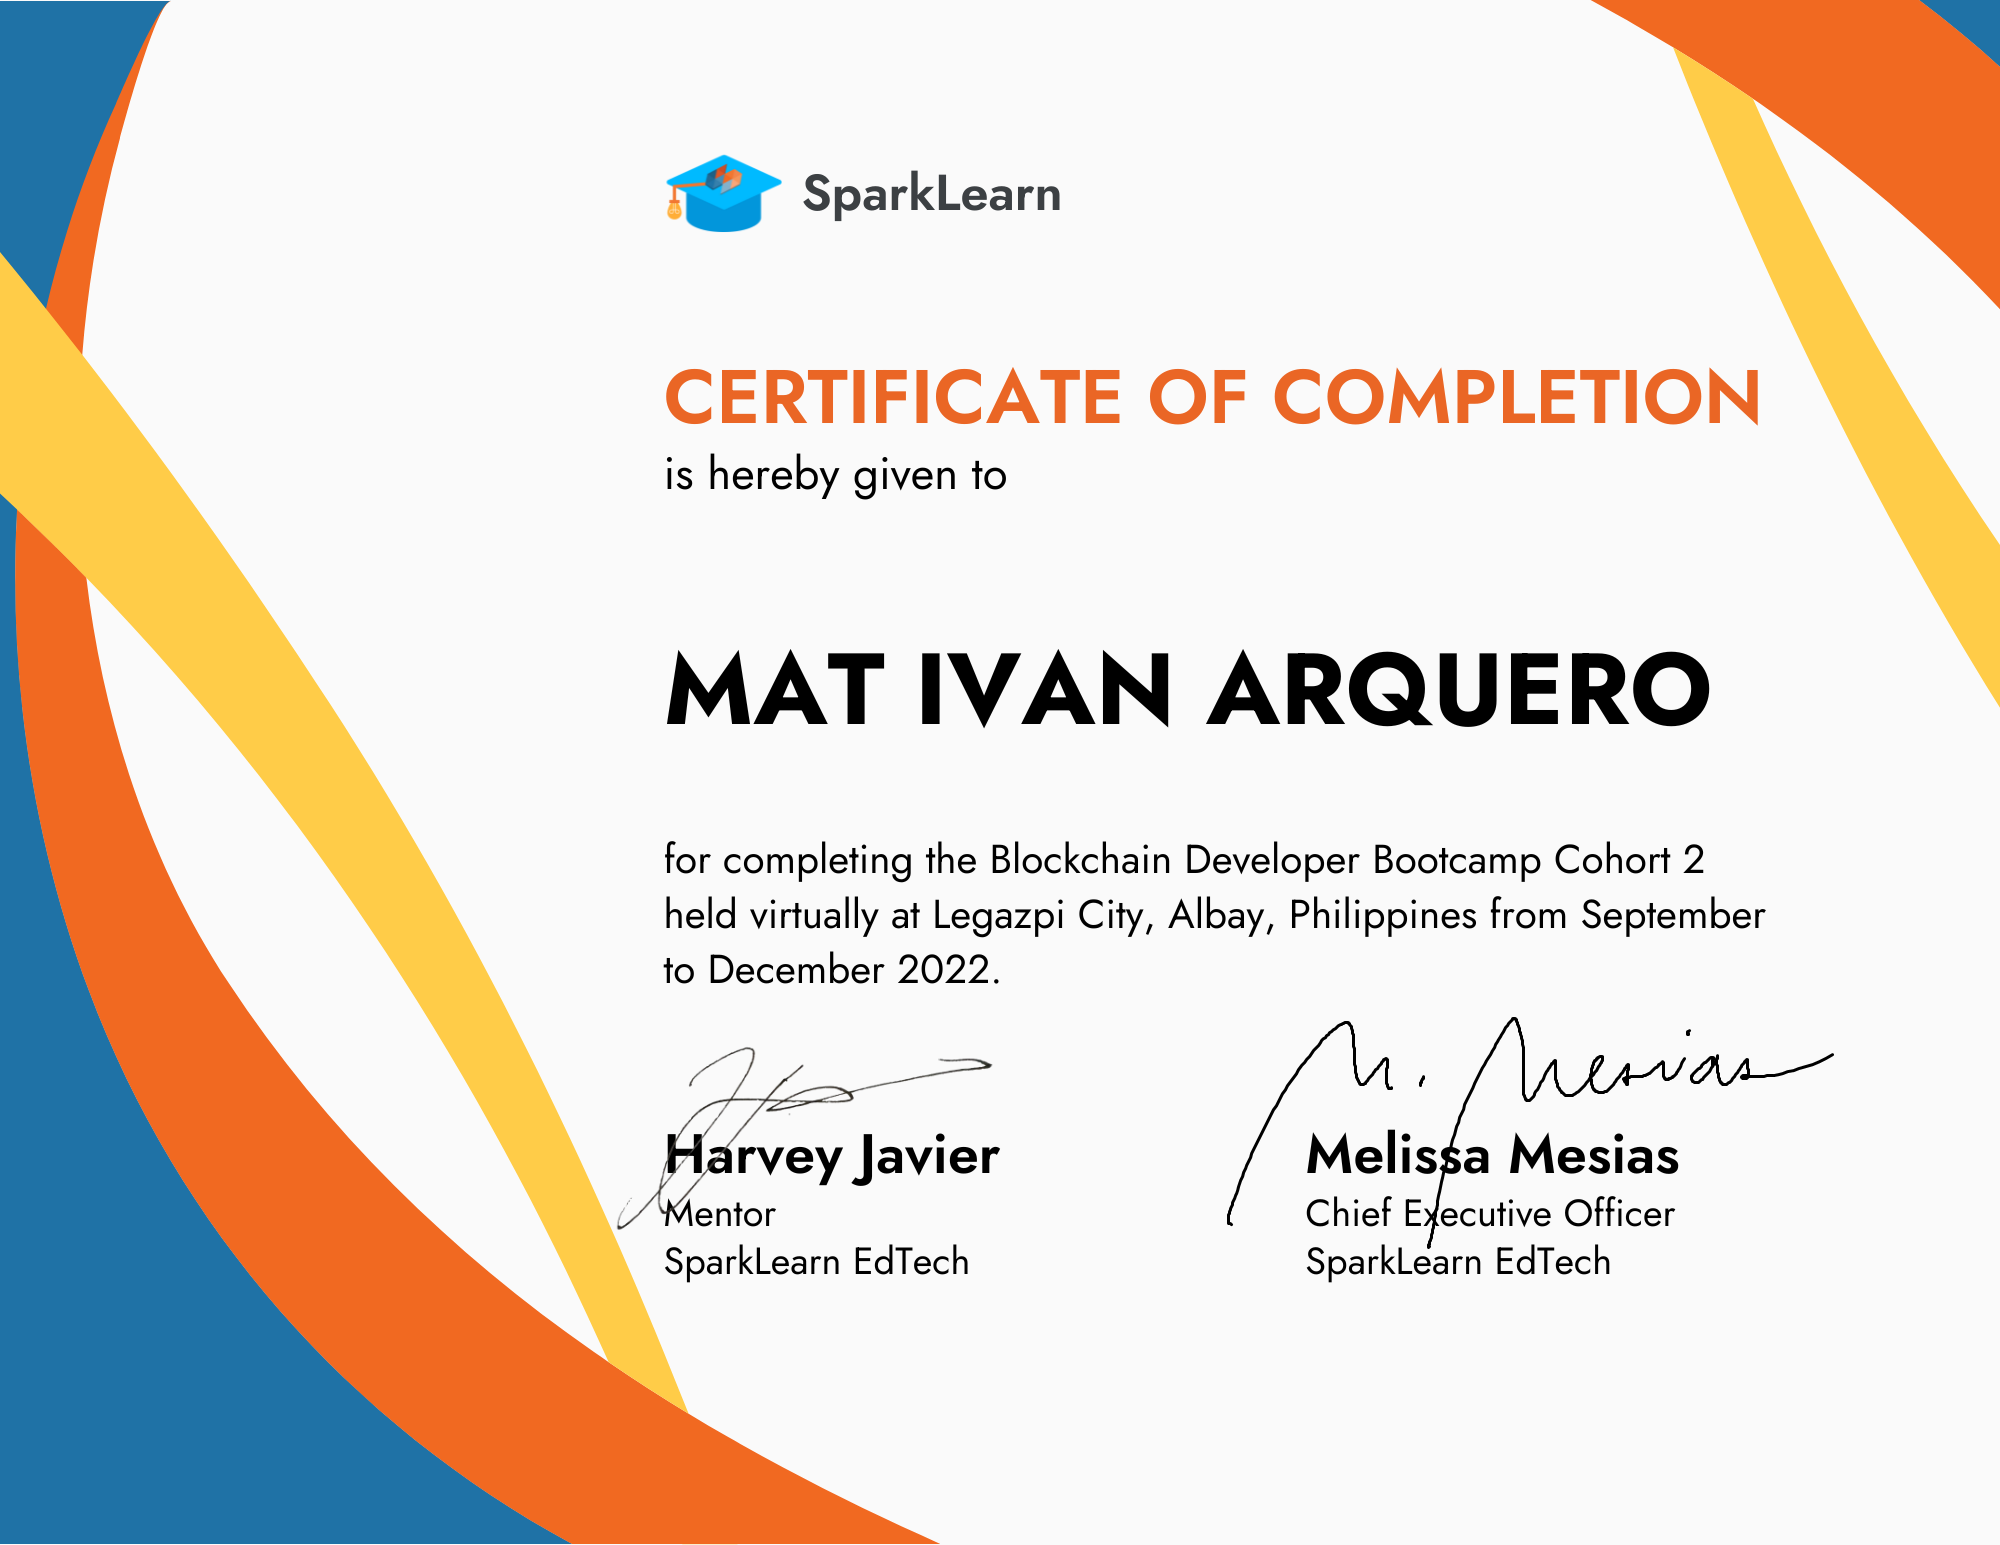 SparkLearn
CERTIFICATE OF COMPLETION
is hereby given to
MAT IVAN ARQUERO
for completing the Blockchain Developer Bootcamp Cohort 2
held virtually at Legazpi City, Albay, Philippines from September
to December 2022.
M. Mesias
Harvey Javier
Mentor
SparkLearn EdTech
Melissa Mesias
Chief Executive Officer
SparkLearn EdTech